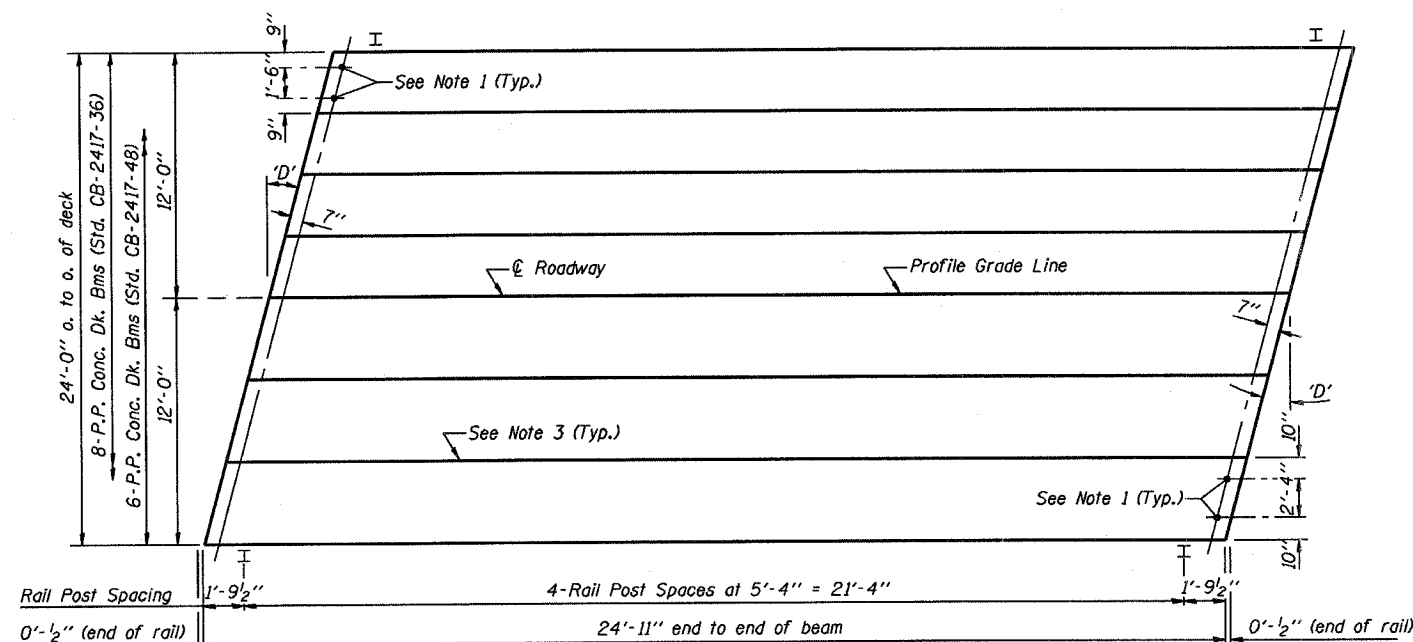 9"
1'-6"
9"
I
I
See Note 1 (Typ.)
24'-0" o. to o. of deck
8-P.P. Conc. Dk. Bms (Std. CB-2417-36)
6-P.P. Conc. Dk. Bms (Std. CB-2417-48)
12'-0"
12'-0"
'D'
7"
℄ Roadway
Profile Grade Line
7"
'D'
See Note 3 (Typ.)
See Note 1 (Typ.)
10"
2'-4"
10"
I
I
Rail Post Spacing
1'-9½"
4-Rail Post Spaces at 5'-4" = 21'-4"
1'-9½"
0'-½" (end of rail)
24'-11" end to end of beam
0'-½" (end of rail)